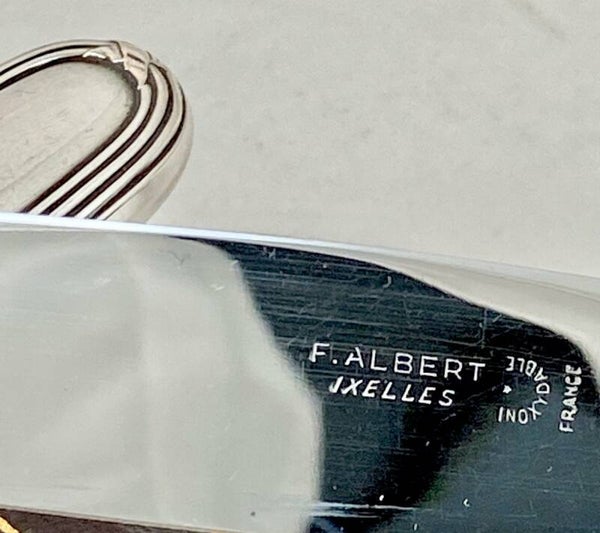 F. ALBERT
IXELLES
INOXYDABLE
FRANCE